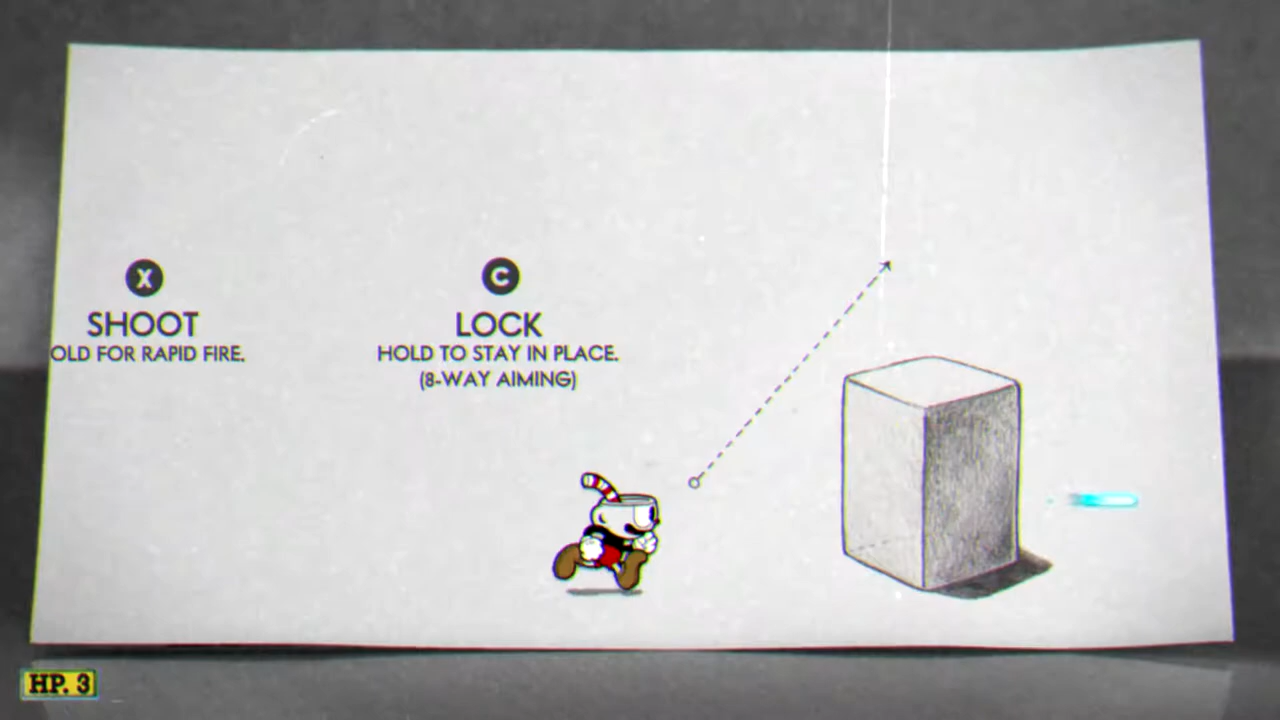 X
SHOOT
OLD FOR RAPID FIRE.
C
LOCK
HOLD TO STAY IN PLACE.
(8-WAY AIMING)
HP. 3